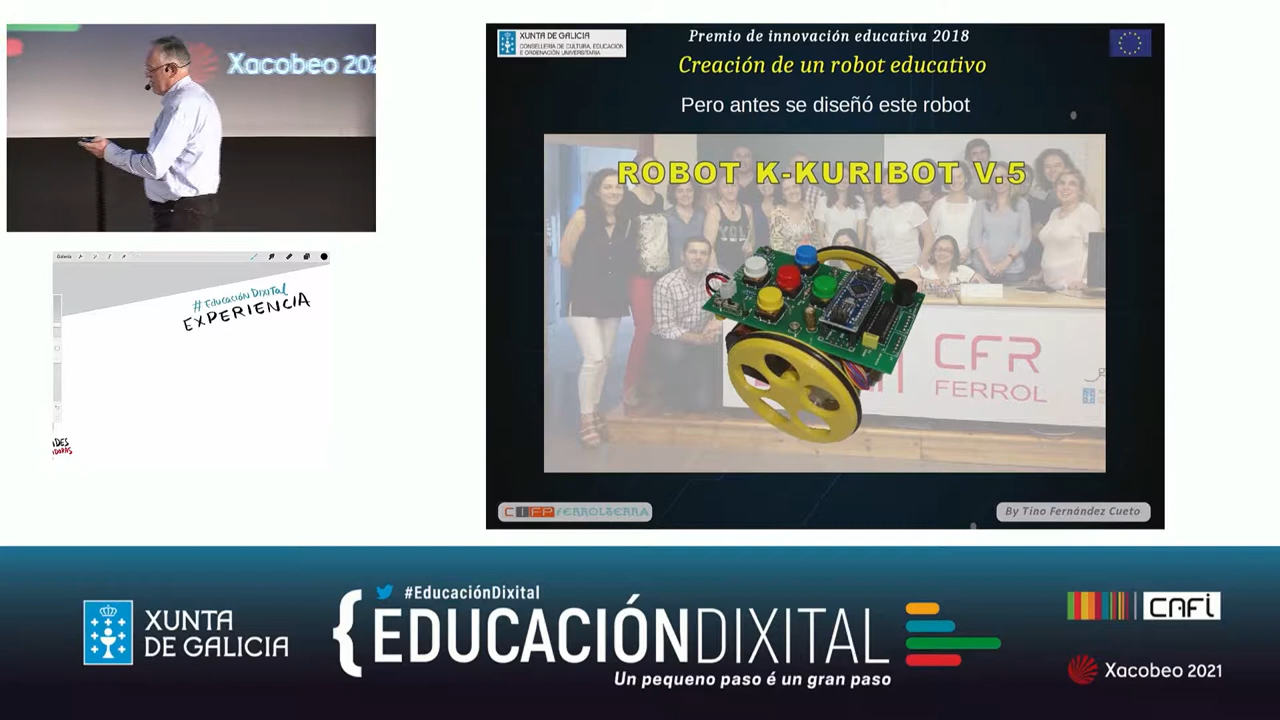 Xacobeo 202
Galería
#EducaciónDixital
EXPERIENCIA
XUNTA DE GALICIA
CONSELLERÍA DE CULTURA, EDUCACIÓN
E ORDENACIÓN UNIVERSITARIA
Premio de innovación educativa 2018
Creación de un robot educativo
Pero antes se diseñó este robot
ROBOT K-KURIBOT V.5
CFR
FERROL
CIFP FERROLTERRA
By Tino Fernández Cueto
XUNTA
DE GALICIA
#EducaciónDixital
{EDUCACIÓNDIXITAL
Un pequeno paso é un gran paso
CAFi
Xacobeo 2021